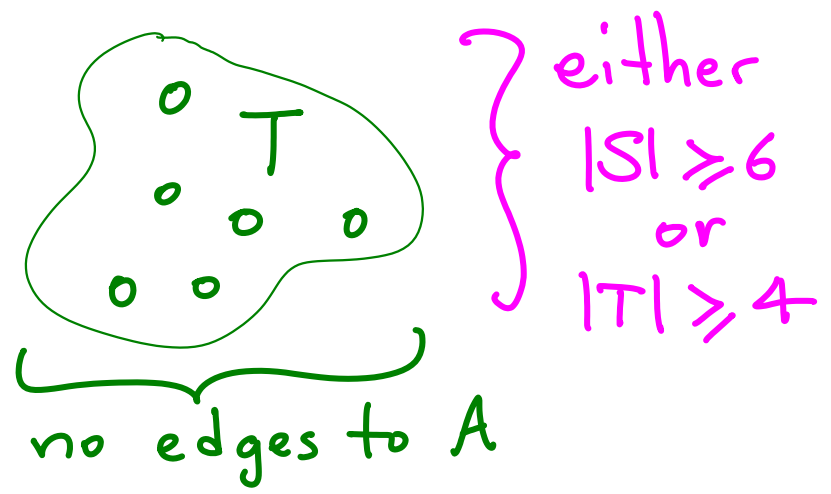 T
either
|S| ⩾ 6
or
|T| ⩾ 4
no edges to A